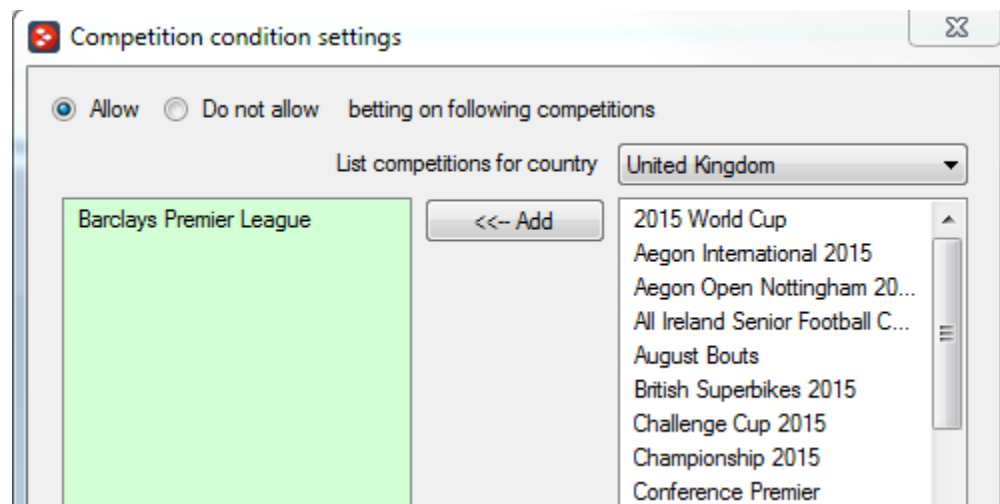 Competition condition settings
Allow Do not allow betting on following competitions
List competitions for country United Kingdom
Barclays Premier League
<<-- Add
2015 World Cup
Aegon International 2015
Aegon Open Nottingham 20...
All Ireland Senior Football C...
August Bouts
British Superbikes 2015
Challenge Cup 2015
Championship 2015
Conference Premier